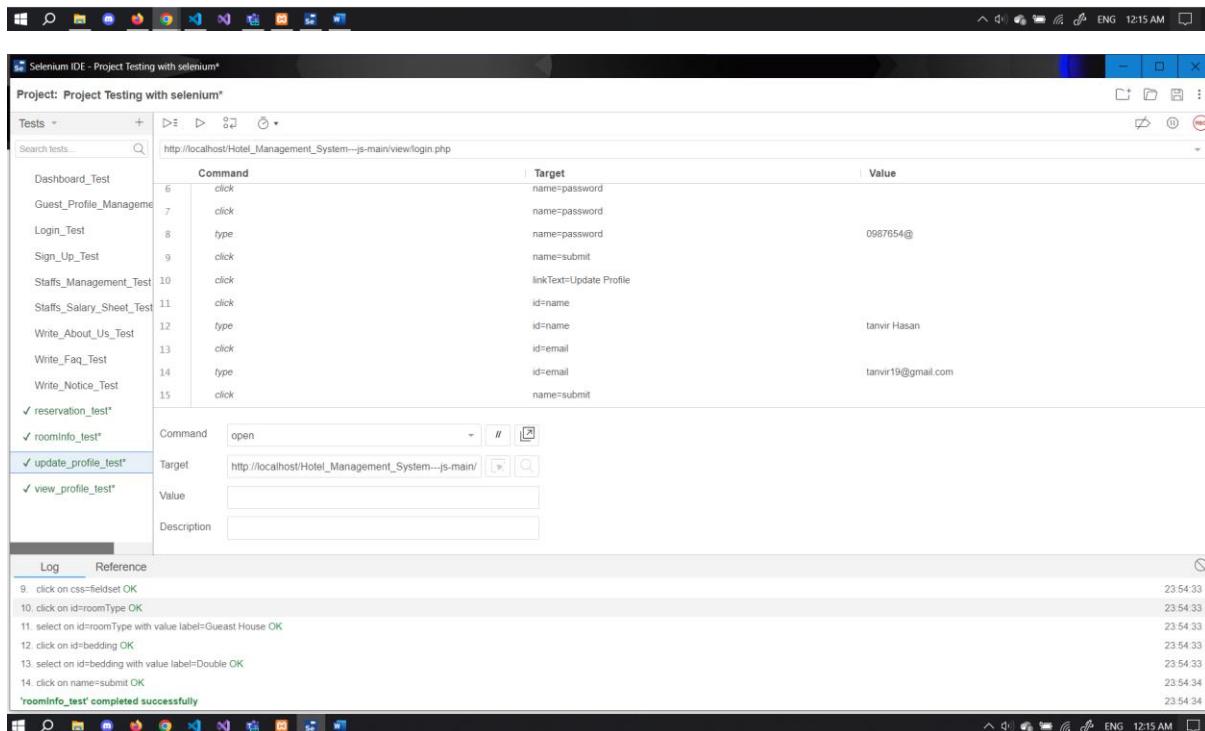 ENG 12:15 AM
Selenium IDE - Project Testing with selenium*
Project: Project Testing with selenium*
Tests
Search tests...
http://localhost/Hotel_Management_System---js-main/view/login.php
Command Target Value
Dashboard_Test
Guest_Profile_Manageme
Login_Test
Sign_Up_Test
Staffs_Management_Test
Staffs_Salary_Sheet_Test
Write_About_Us_Test
Write_Faq_Test
Write_Notice_Test
✓ reservation_test*
✓ roomInfo_test*
✓ update_profile_test*
✓ view_profile_test*
6 click name=password
7 click name=password
8 type name=password 0987654@
9 click name=submit
10 click linkText=Update Profile
11 click id=name
12 type id=name tanvir Hasan
13 click id=email
14 type id=email tanvir19@gmail.com
15 click name=submit
Command open //
Target http://localhost/Hotel_Management_System---js-main/
Value
Description
Log Reference
9. click on css=fieldset OK 23:54:33
10. click on id=roomType OK 23:54:33
11. select on id=roomType with value label=Gueast House OK 23:54:33
12. click on id=bedding OK 23:54:33
13. select on id=bedding with value label=Double OK 23:54:33
14. click on name=submit OK 23:54:34
'roomInfo_test' completed successfully 23:54:34
ENG 12:15 AM